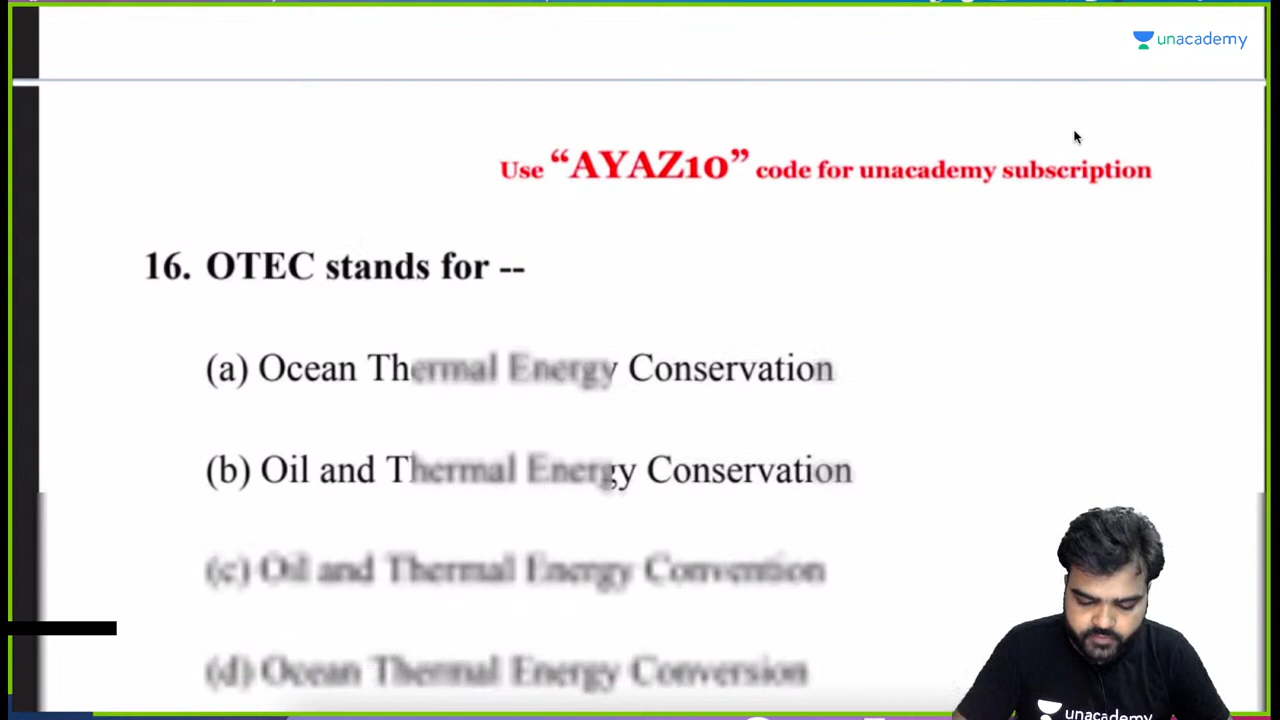 unacademy
Use “AYAZ10” code for unacademy subscription
16. OTEC stands for --
(a) Ocean Thermal Energy Conservation
(b) Oil and Thermal Energy Conservation
(c) Oil and Thermal Energy Convention
(d) Ocean Thermal Energy Conversion
unacademy